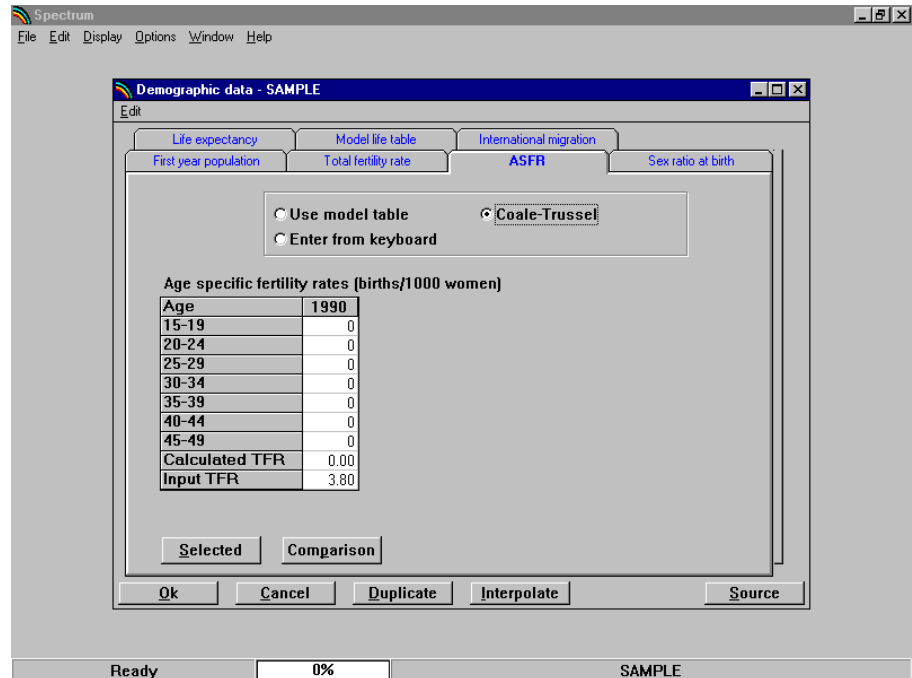 Spectrum
File Edit Display Options Window Help
Demographic data - SAMPLE
Edit
Life expectancy Model life table International migration
First year population Total fertility rate ASFR Sex ratio at birth
Use model table Coale-Trussel
Enter from keyboard
Age specific fertility rates (births/1000 women)
Age 1990
15-19 0
20-24 0
25-29 0
30-34 0
35-39 0
40-44 0
45-49 0
Calculated TFR 0.00
Input TFR 3.80
Selected Comparison
Ok Cancel Duplicate Interpolate Source
Ready 0% SAMPLE